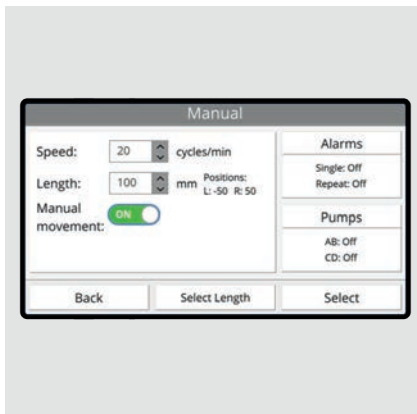 Manual
Speed: 20 cycles/min
Length: 100 mm Positions:
L: -50 R: 50
Manual
movement: ON
Alarms
Single: Off
Repeat: Off
Pumps
AB: Off
CD: Off
Back Select Length Select